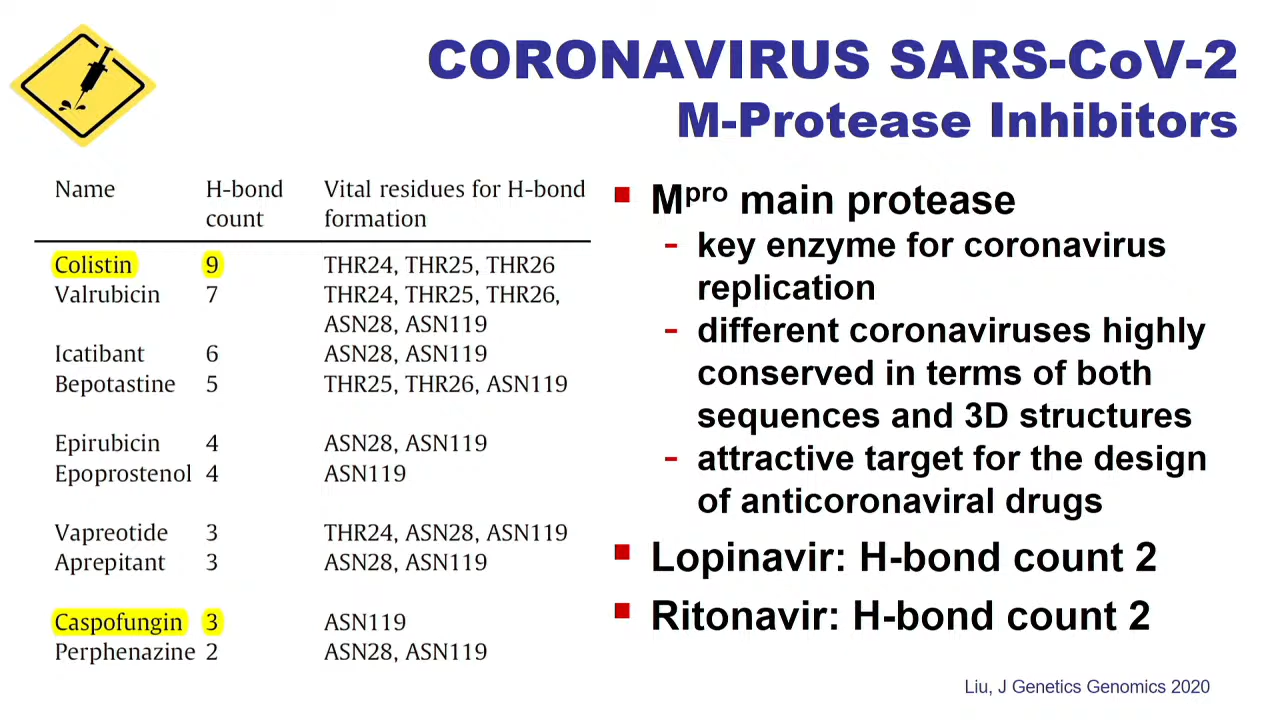 CORONAVIRUS SARS-CoV-2
M-Protease Inhibitors
Name H-bond count Vital residues for H-bond formation
Colistin 9 THR24, THR25, THR26
Valrubicin 7 THR24, THR25, THR26, ASN28, ASN119
Icatibant 6 ASN28, ASN119
Bepotastine 5 THR25, THR26, ASN119
Epirubicin 4 ASN28, ASN119
Epoprostenol 4 ASN119
Vapreotide 3 THR24, ASN28, ASN119
Aprepitant 3 ASN28, ASN119
Caspofungin 3 ASN119
Perphenazine 2 ASN28, ASN119
▪ Mpro main protease
- key enzyme for coronavirus
replication
- different coronaviruses highly
conserved in terms of both
sequences and 3D structures
- attractive target for the design
of anticoronaviral drugs
▪ Lopinavir: H-bond count 2
▪ Ritonavir: H-bond count 2
Liu, J Genetics Genomics 2020